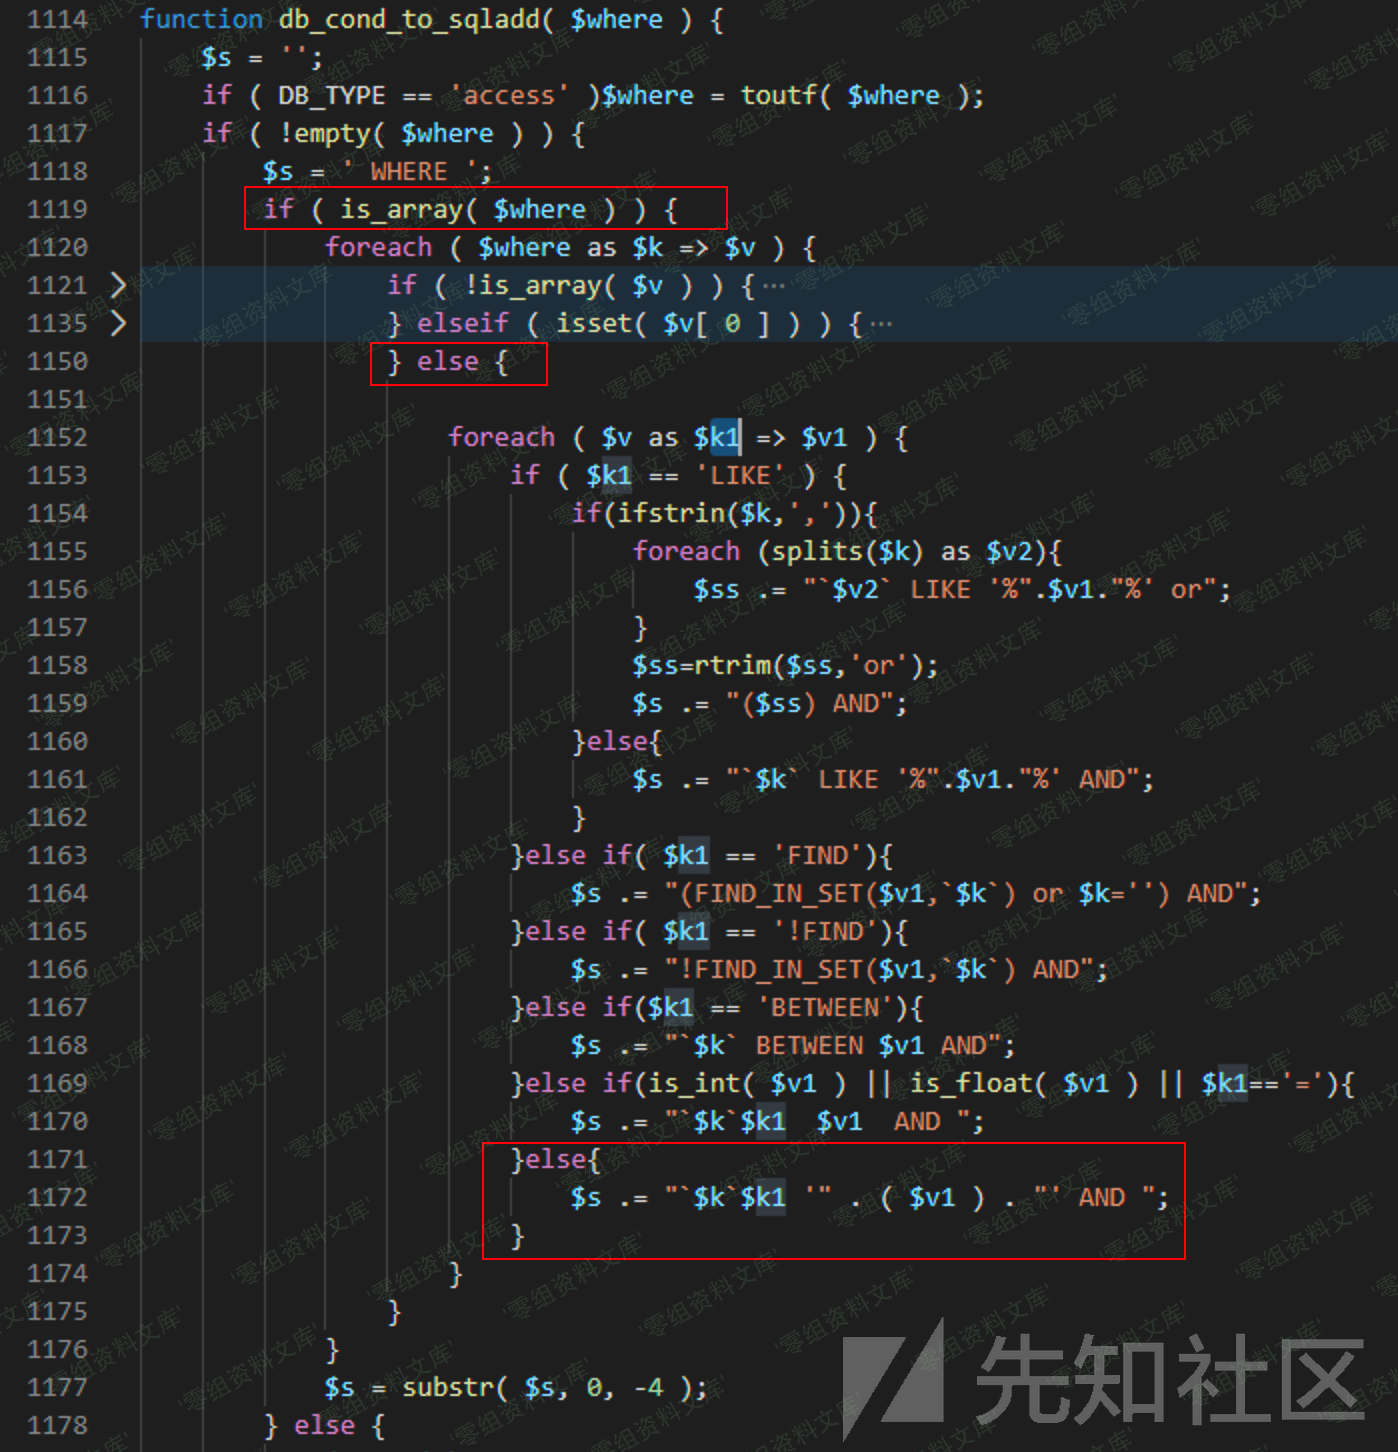 1114 function db_cond_to_sqladd( $where ) {
1115 $s = '';
1116 if ( DB_TYPE == 'access' )$where = toutf( $where );
1117 if ( !empty( $where ) ) {
1118 $s = ' WHERE ';
1119 if ( is_array( $where ) ) {
1120 foreach ( $where as $k => $v ) {
1121 if ( !is_array( $v ) ) {···
1135 } elseif ( isset( $v[ 0 ] ) ) {···
1150 } else {
1151
1152 foreach ( $v as $k1 => $v1 ) {
1153 if ( $k1 == 'LIKE' ) {
1154 if(ifstrin($k,',')){
1155 foreach (splits($k) as $v2){
1156 $ss .= "`$v2` LIKE '%".$v1."%' or";
1157 }
1158 $ss=rtrim($ss,'or');
1159 $s .= "($ss) AND";
1160 }else{
1161 $s .= "`$k` LIKE '%".$v1."%' AND";
1162 }
1163 }else if( $k1 == 'FIND'){
1164 $s .= "(FIND_IN_SET($v1,`$k`) or $k='') AND";
1165 }else if( $k1 == '!FIND'){
1166 $s .= "!FIND_IN_SET($v1,`$k`) AND";
1167 }else if($k1 == 'BETWEEN'){
1168 $s .= "`$k` BETWEEN $v1 AND";
1169 }else if(is_int( $v1 ) || is_float( $v1 ) || $k1=='='){
1170 $s .= "`$k`$k1  $v1  AND ";
1171 }else{
1172 $s .= "`$k`$k1 '" . ( $v1 ) . "' AND ";
1173 }
1174 }
1175 }
1176 }
1177 $s = substr( $s, 0, -4 );
1178 } else {
先知社区
'零组资料文库'